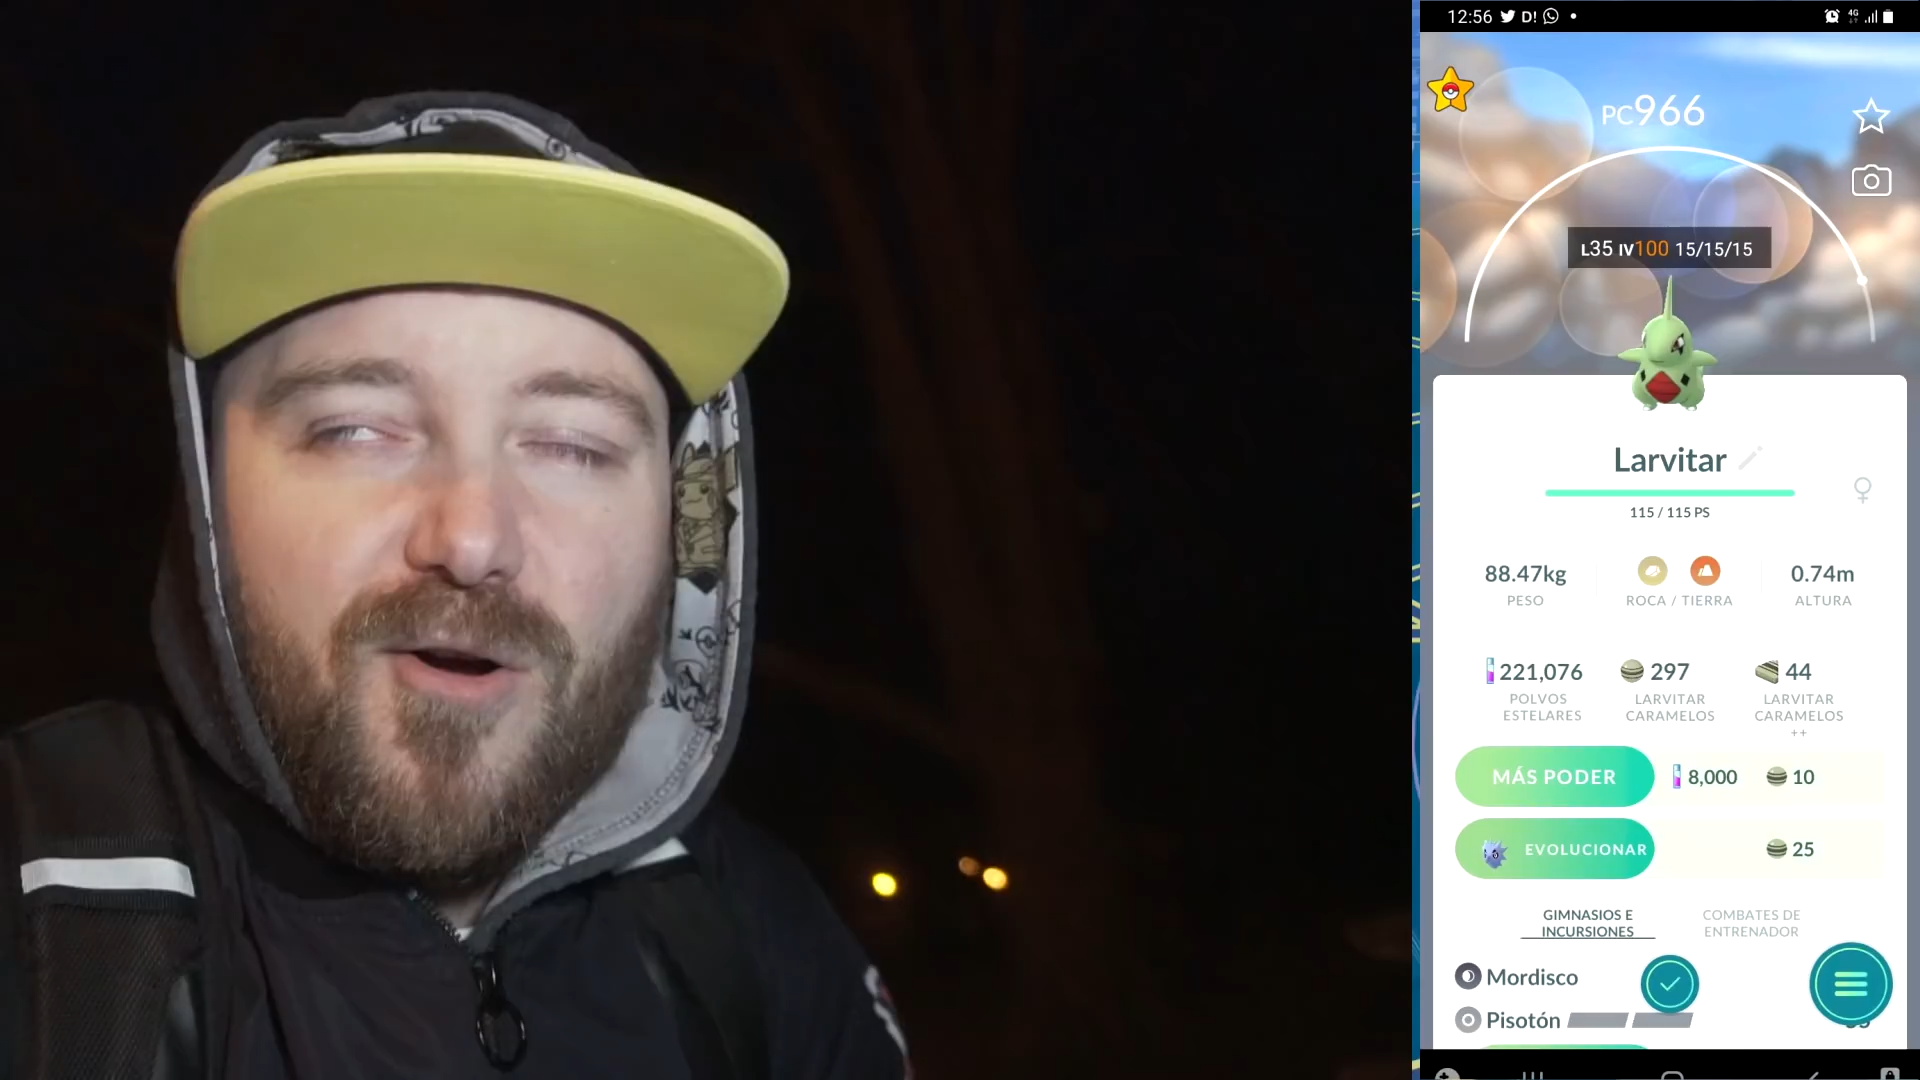 12:56 D!
4G
PC966
L35 IV100 15/15/15
Larvitar
115 / 115 PS
88.47kg
PESO
ROCA / TIERRA
0.74m
ALTURA
221,076
POLVOS
ESTELARES
297
LARVITAR
CARAMELOS
44
LARVITAR
CARAMELOS
++
MÁS PODER
8,000
10
EVOLUCIONAR
25
GIMNASIOS E
INCURSIONES
COMBATES DE
ENTRENADOR
Mordisco
Pisotón